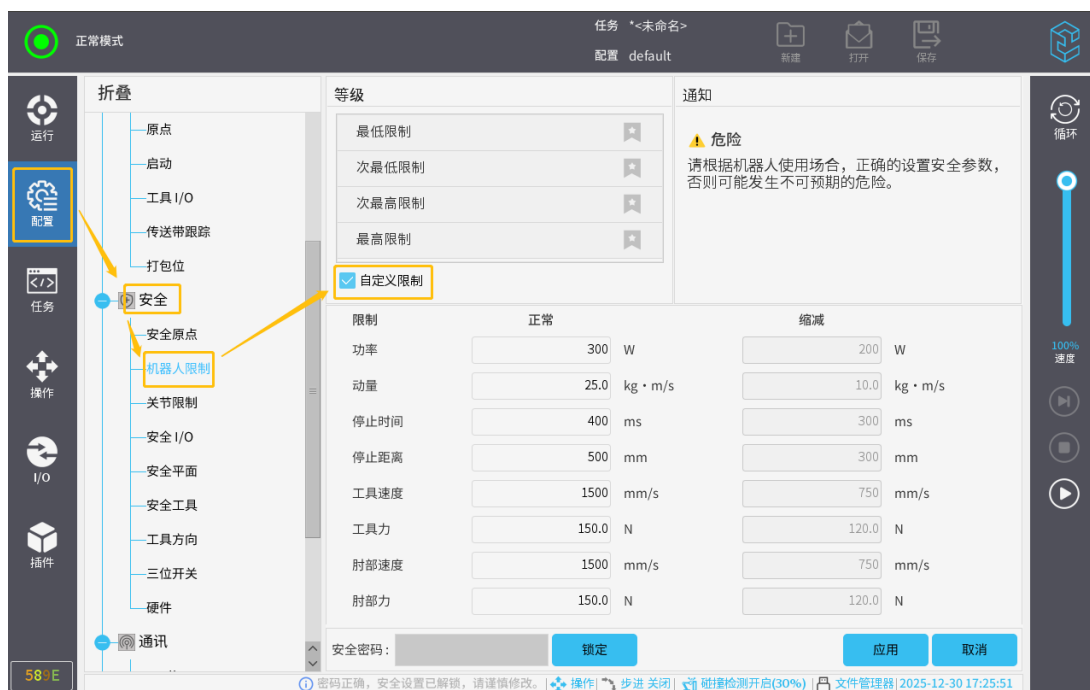 正常模式
任务 *<未命名>
配置 default
新建
打开
保存
运行
配置
任务
操作
I/O
插件
589E
折叠
原点
启动
工具 I/O
传送带跟踪
打包位
安全
安全原点
机器人限制
关节限制
安全 I/O
安全平面
安全工具
工具方向
三位开关
硬件
通讯
等级
最低限制
次最低限制
次最高限制
最高限制
自定义限制
通知
危险
请根据机器人使用场合，正确的设置安全参数，
否则可能发生不可预期的危险。
限制 正常 缩减
功率 300 W 200 W
动量 25.0 kg・m/s 10.0 kg・m/s
停止时间 400 ms 300 ms
停止距离 500 mm 300 mm
工具速度 1500 mm/s 750 mm/s
工具力 150.0 N 120.0 N
肘部速度 1500 mm/s 750 mm/s
肘部力 150.0 N 120.0 N
安全密码: 锁定 应用 取消
循环
100%
速度
密码正确，安全设置已解锁，请谨慎修改。 | 操作| 步进 关闭| 碰撞检测开启(30%) | 文件管理器|2025-12-30 17:25:51